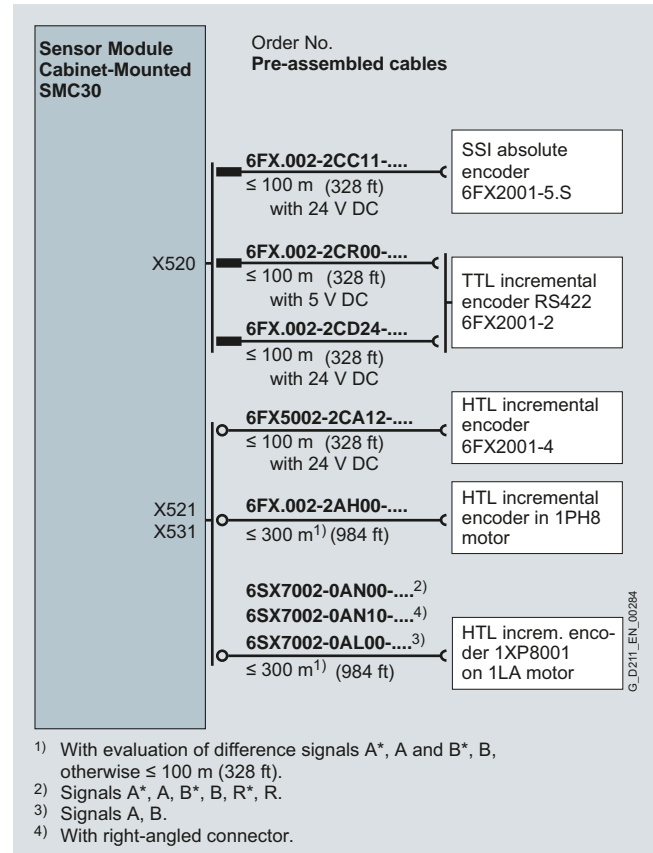 Sensor Module
Cabinet-Mounted
SMC30
Order No.
Pre-assembled cables
6FX.002-2CC11-....
≤ 100 m (328 ft)
with 24 V DC
SSI absolute
encoder
6FX2001-5.S
X520
6FX.002-2CR00-....
≤ 100 m (328 ft)
with 5 V DC
6FX.002-2CD24-....
≤ 100 m (328 ft)
with 24 V DC
TTL incremental
encoder RS422
6FX2001-2
6FX5002-2CA12-....
≤ 100 m (328 ft)
with 24 V DC
HTL incremental
encoder
6FX2001-4
X521
X531
6FX.002-2AH00-....
≤ 300 m1) (984 ft)
HTL incremental
encoder in 1PH8
motor
6SX7002-0AN00-....2)
6SX7002-0AN10-....4)
6SX7002-0AL00-....3)
≤ 300 m1) (984 ft)
HTL increm. enco-
der 1XP8001
on 1LA motor
G_D211_EN_00284
1) With evaluation of difference signals A*, A and B*, B,
otherwise ≤ 100 m (328 ft).
2) Signals A*, A, B*, B, R*, R.
3) Signals A, B.
4) With right-angled connector.